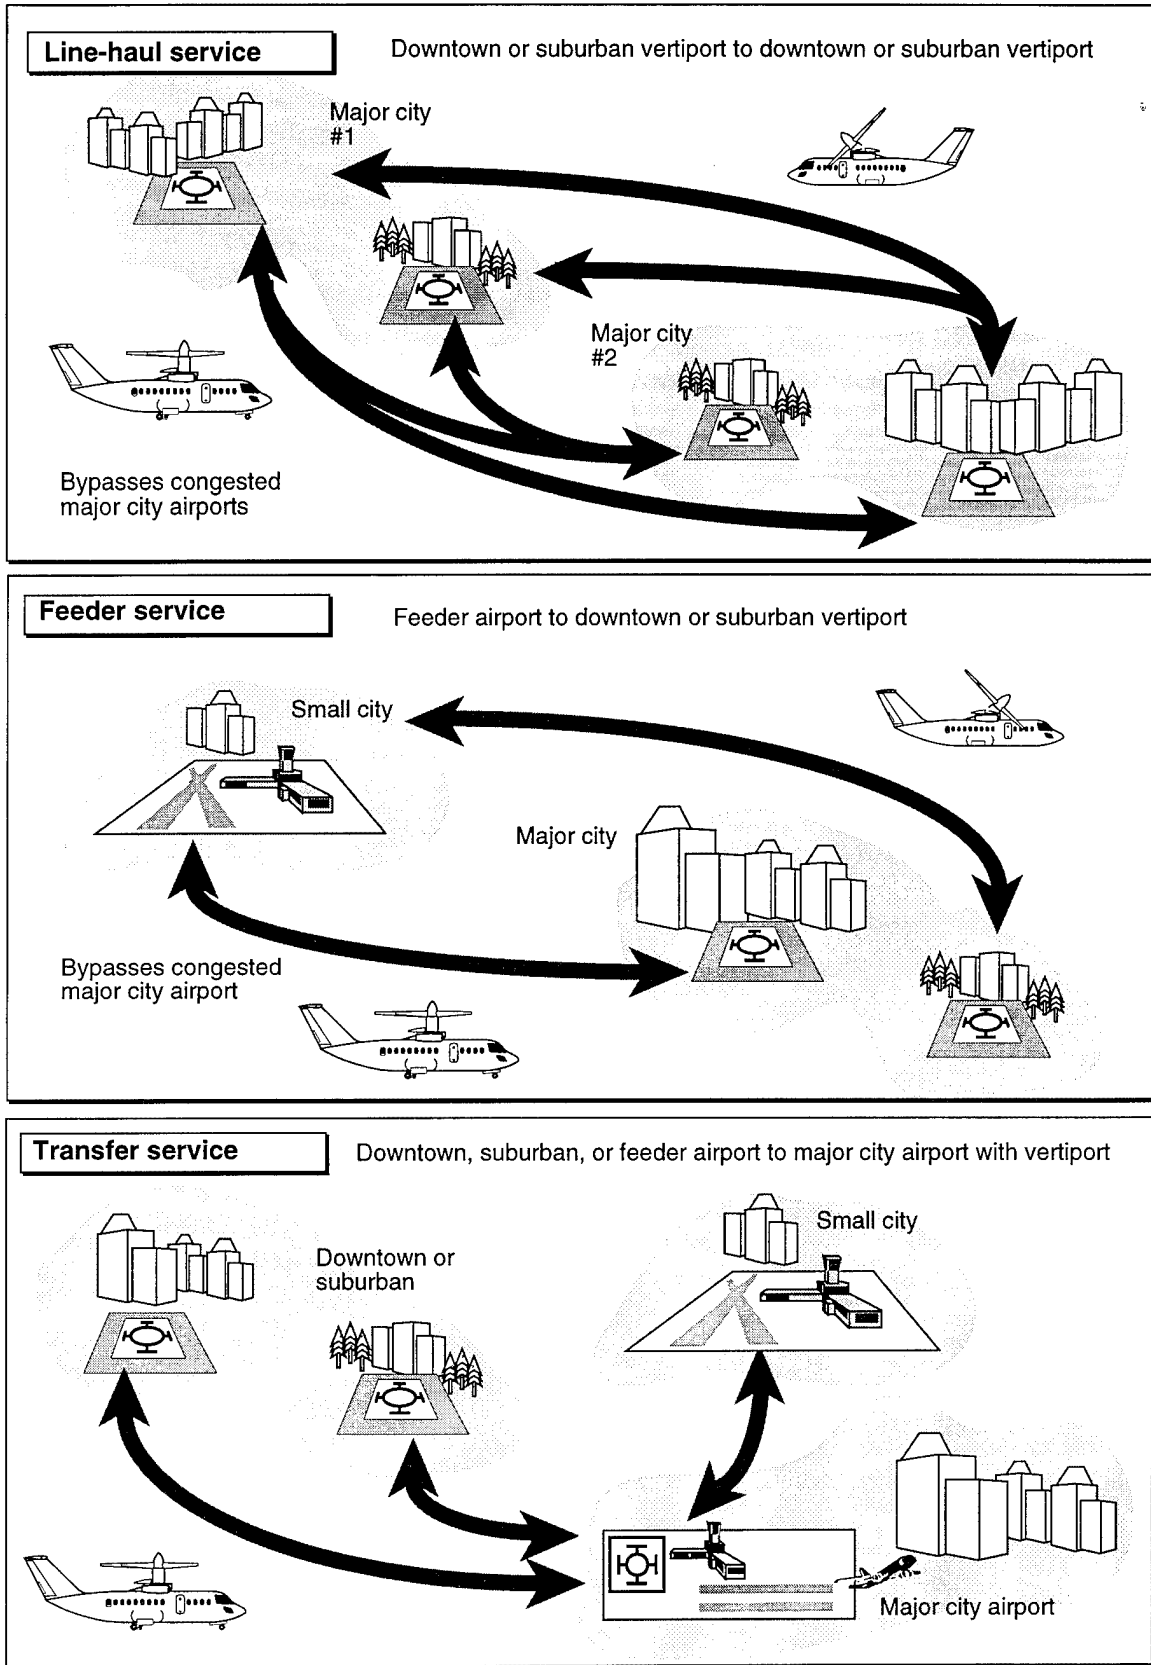 Line-haul service
Downtown or suburban vertiport to downtown or suburban vertiport
Major city
#1
Major city
#2
Bypasses congested
major city airports
Feeder service
Feeder airport to downtown or suburban vertiport
Small city
Major city
Bypasses congested
major city airport
Transfer service
Downtown, suburban, or feeder airport to major city airport with vertiport
Small city
Downtown or
suburban
Major city airport